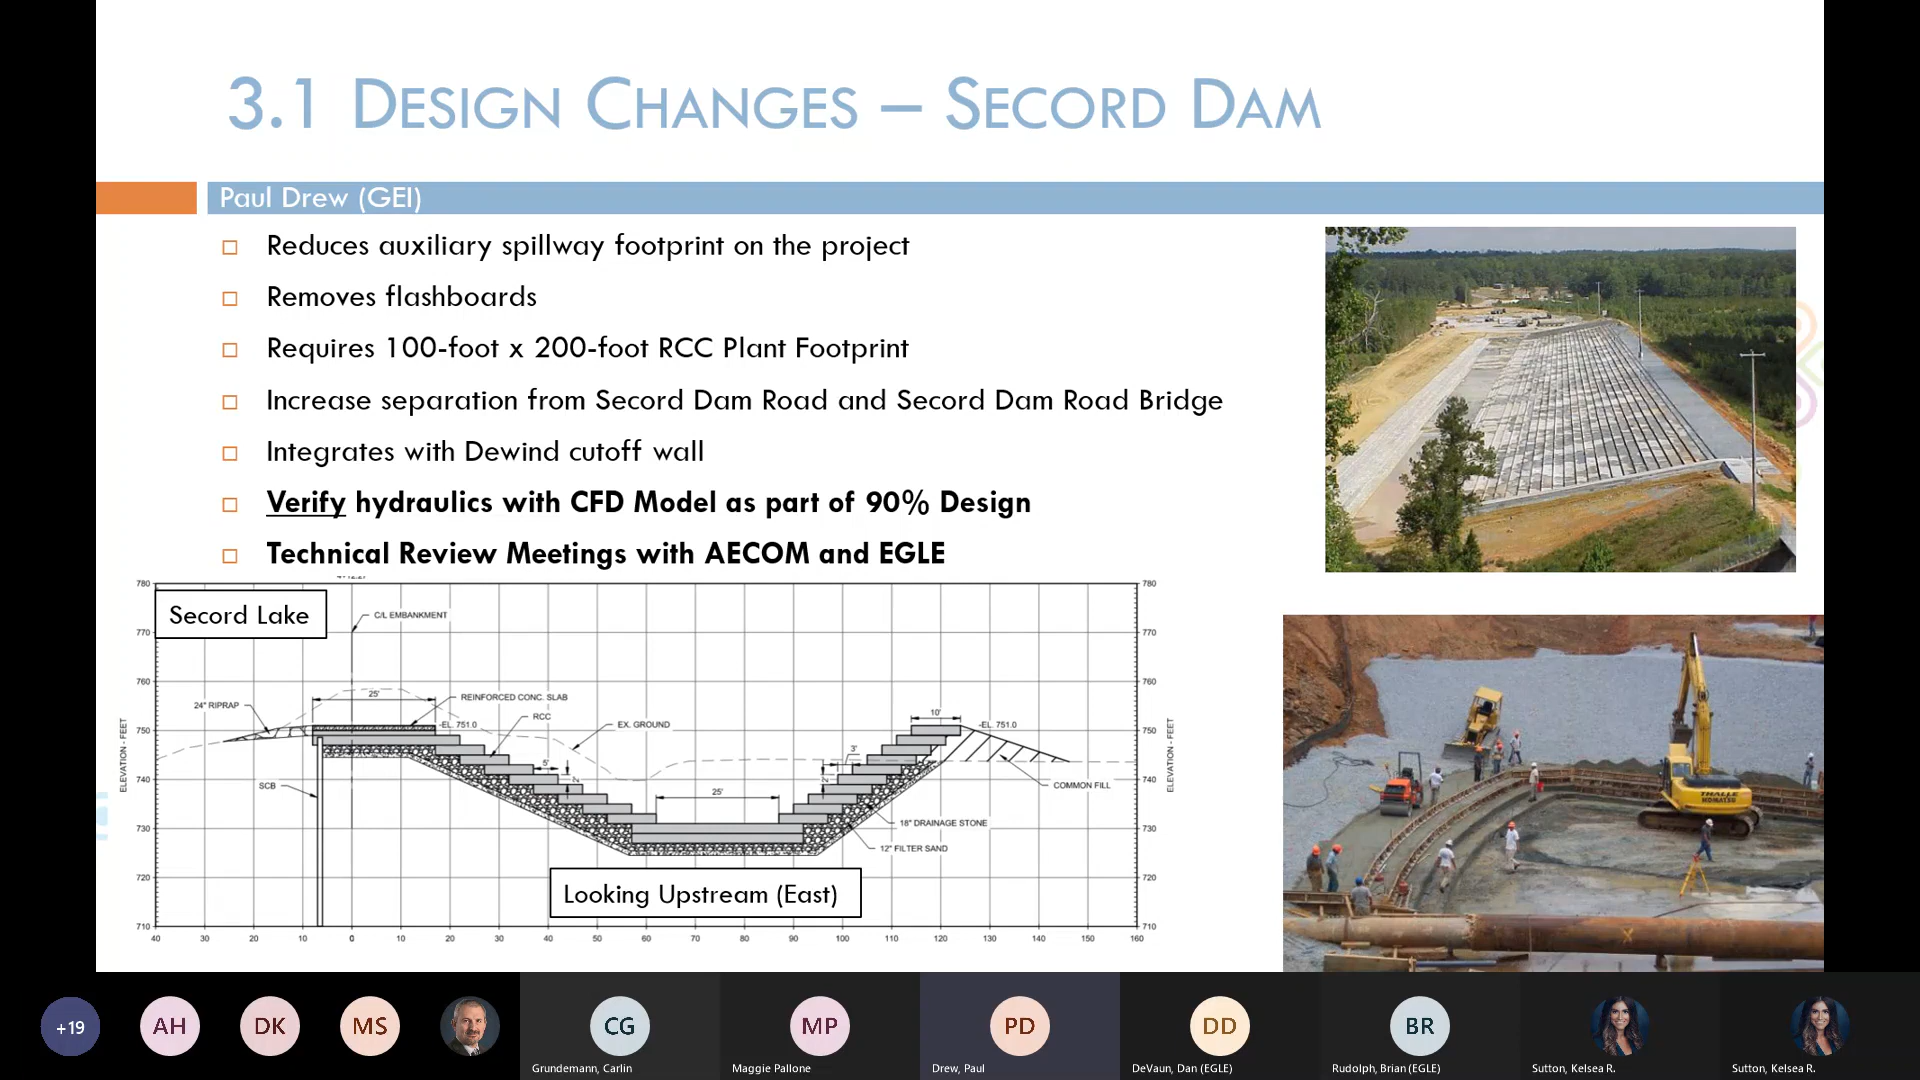 3.1 DESIGN CHANGES – SECORD DAM
Paul Drew (GEI)
Reduces auxiliary spillway footprint on the project
Removes flashboards
Requires 100-foot x 200-foot RCC Plant Footprint
Increase separation from Secord Dam Road and Secord Dam Road Bridge
Integrates with Dewind cutoff wall
Verify hydraulics with CFD Model as part of 90% Design
Technical Review Meetings with AECOM and EGLE
780 780
Secord Lake
C/L EMBANKMENT
770 770
760 760
24" RIPRAP
25'
REINFORCED CONC. SLAB
RCC
EL. 751.0
EX. GROUND
10'
EL. 751.0
750 750
3'
5'
2'
2'
740 740
SCB
25'
COMMON FILL
18" DRAINAGE STONE
730 730
12" FILTER SAND
ELEVATION - FEET
ELEVATION - FEET
720 720
Looking Upstream (East)
710 710
40 30 20 10 0 10 20 30 40 50 60 70 80 90 100 110 120 130 140 150 160
THALLE
KOMATSU
+19 AH DK MS CG MP PD DD BR
Grundemann, Carlin
Maggie Pallone
Drew, Paul
DeVaun, Dan (EGLE)
Rudolph, Brian (EGLE)
Sutton, Kelsea R.
Sutton, Kelsea R.